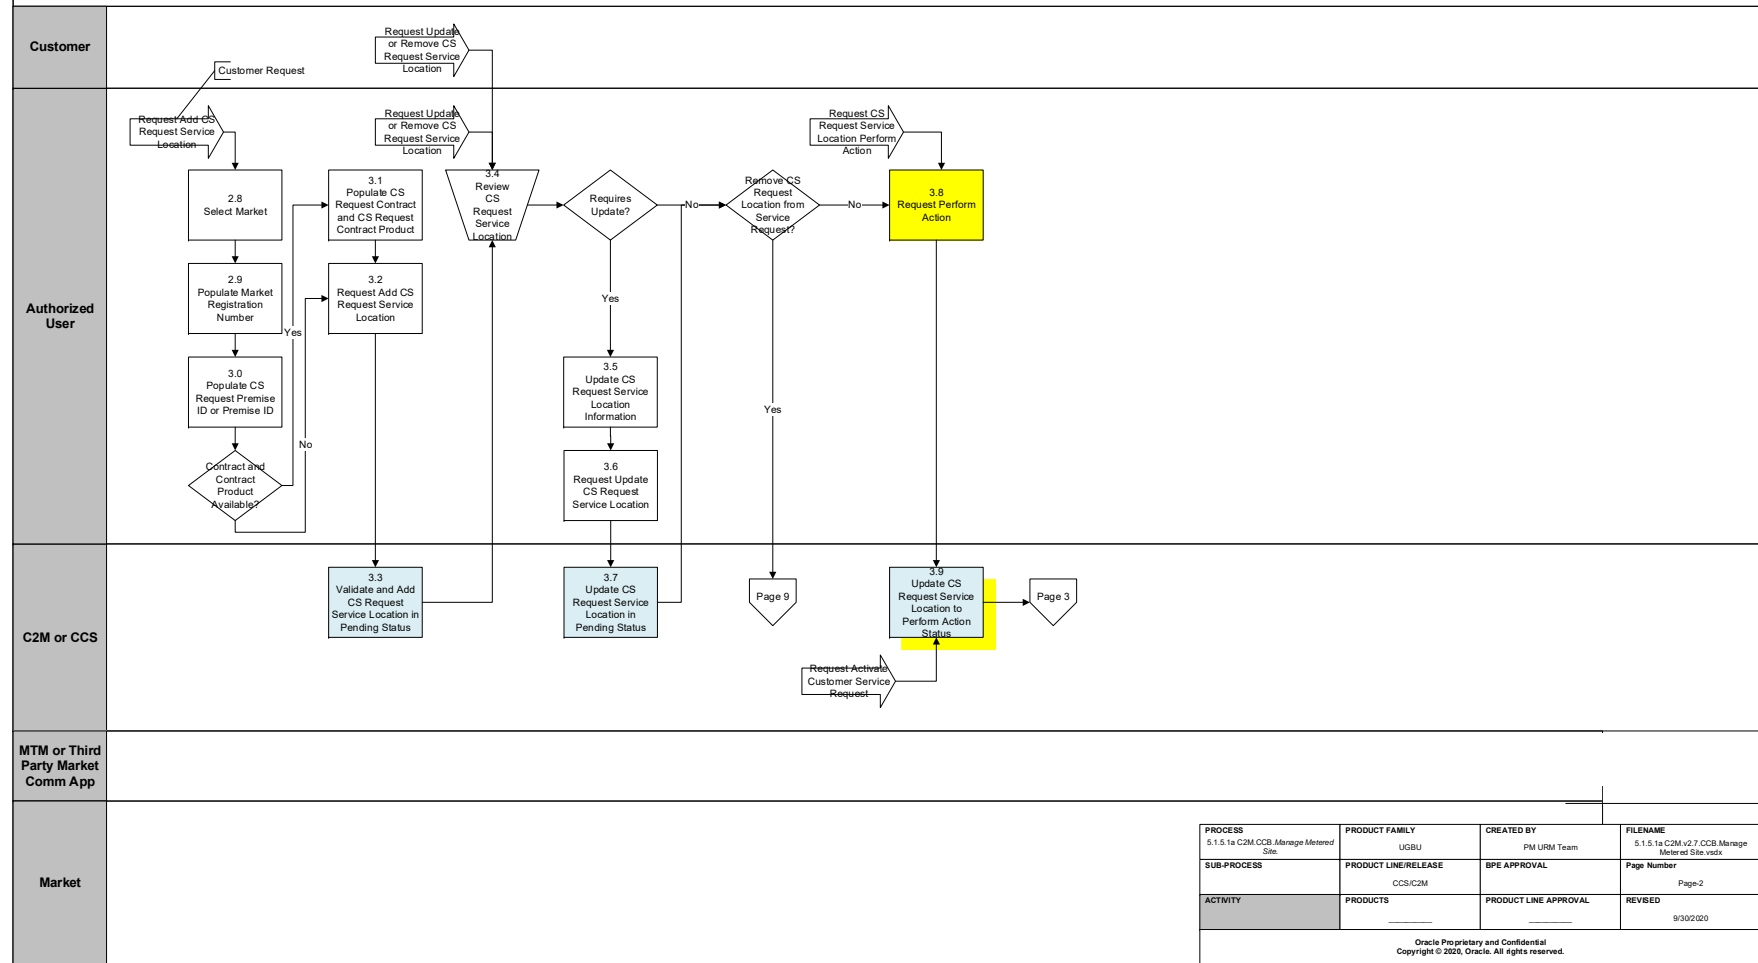 Customer
Request Update
or Remove CS
Request Service
Location
Customer Request
Authorized
User
Request Add CS
Request Service
Location
Request Update
or Remove CS
Request Service
Location
Request CS
Request Service
Location Perform
Action
2.8
Select Market
3.1
Populate CS
Request Contract
and CS Request
Contract Product
3.4
Review
CS
Request
Service
Location
Requires
Update?
No
Remove CS
Request
Location from
Service
Request?
No
3.8
Request Perform
Action
2.9
Populate Market
Registration
Number
Yes
3.2
Request Add CS
Request Service
Location
Yes
3.0
Populate CS
Request Premise
ID or Premise ID
No
3.5
Update CS
Request Service
Location
Information
Yes
Contract and
Contract
Product
Available?
3.6
Request Update
CS Request
Service Location
C2M or CCS
3.3
Validate and Add
CS Request
Service Location in
Pending Status
3.7
Update CS
Request Service
Location in
Pending Status
Page 9
3.9
Update CS
Request Service
Location to
Perform Action
Status
Page 3
Request Activate
Customer Service
Request
MTM or Third
Party Market
Comm App
Market
PROCESS
5.1.5.1a C2M.CCB.Manage Metered
Site.
PRODUCT FAMILY
UGBU
CREATED BY
PM URM Team
FILENAME
5.1.5.1a C2M.v2.7.CCB.Manage
Metered Site.vsdx
SUB-PROCESS
PRODUCT LINE/RELEASE
CCS/C2M
BPE APPROVAL
Page Number
Page-2
ACTIVITY
PRODUCTS
PRODUCT LINE APPROVAL
REVISED
9/30/2020
Oracle Proprietary and Confidential
Copyright © 2020, Oracle. All rights reserved.